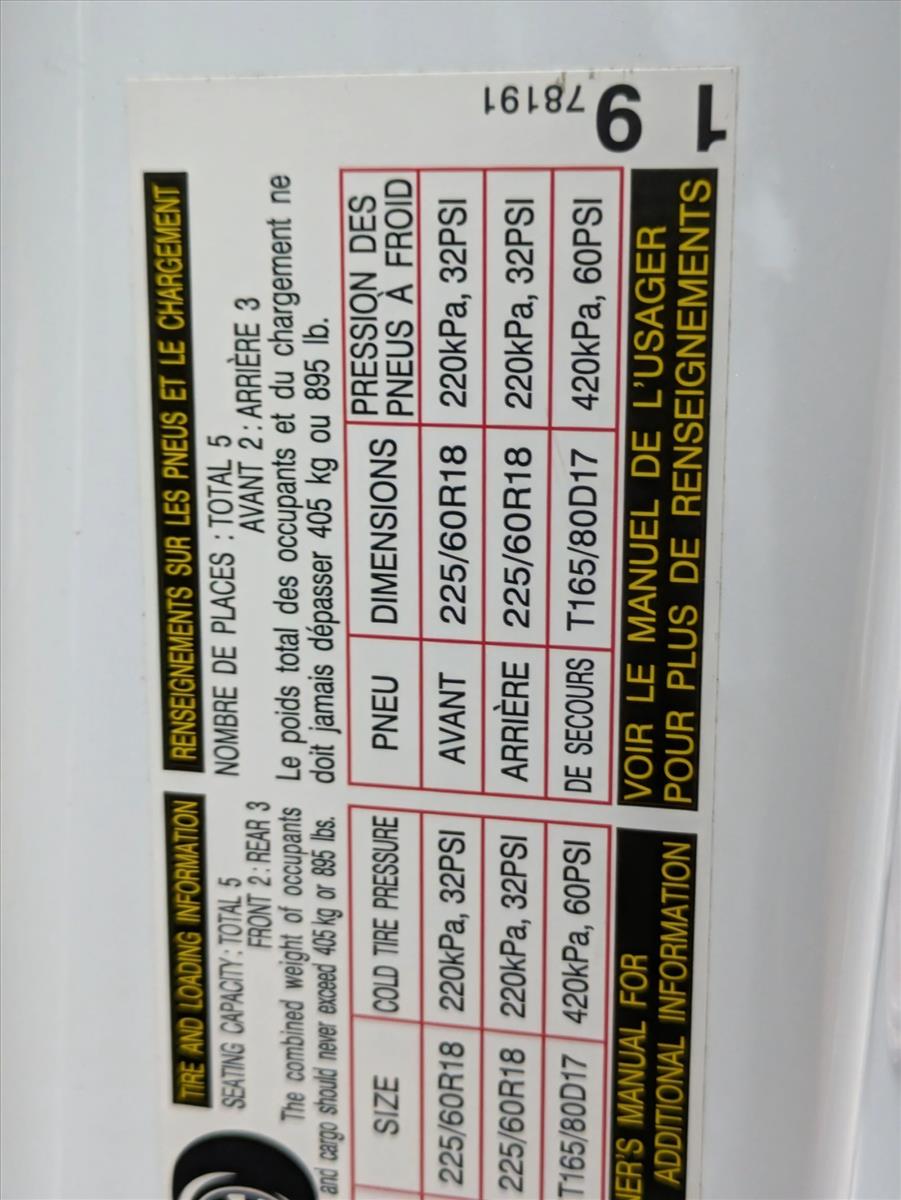 TIRE AND LOADING INFORMATION
SEATING CAPACITY: TOTAL 5
FRONT 2: REAR 3
The combined weight of occupants
and cargo should never exceed 405 kg or 895 lbs.
SIZE COLD TIRE PRESSURE
225/60R18 220kPa, 32PSI
225/60R18 220kPa, 32PSI
T165/80D17 420kPa, 60PSI
ER'S MANUAL FOR
ADDITIONAL INFORMATION
RENSEIGNEMENTS SUR LES PNEUS ET LE CHARGEMENT
NOMBRE DE PLACES : TOTAL 5
AVANT 2 : ARRIÈRE 3
Le poids total des occupants et du chargement ne
doit jamais dépasser 405 kg ou 895 lb.
PNEU DIMENSIONS PRESSION DES
PNEUS À FROID
AVANT 225/60R18 220kPa, 32PSI
ARRIÈRE 225/60R18 220kPa, 32PSI
DE SECOURS T165/80D17 420kPa, 60PSI
VOIR LE MANUEL DE L'USAGER
POUR PLUS DE RENSEIGNEMENTS
78191
9
1